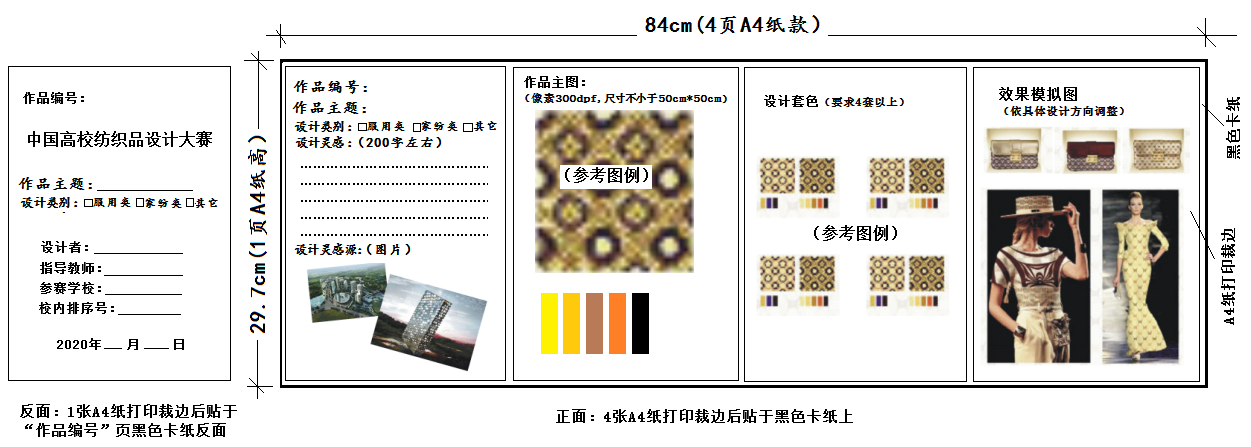 84cm(4页A4纸款)
作品编号:
中国高校纺织品设计大赛
作品主题:
设计类别:□服用类 □家纺类 □其它
设计者:
指导教师:
参赛学校:
校内排序号:
2020年 月 日
反面:1张A4纸打印裁边后贴于
“作品编号”页黑色卡纸反面
29.7cm(1页A4纸高)
作品编号:
作品主题:
设计类别:□服用类 □家纺类 □其它
设计灵感:(200字左右)
设计灵感源:(图片)
作品主图:
(像素300dpf,尺寸不小于50cm*50cm)
(参考图例)
设计套色(要求4套以上)
(参考图例)
效果模拟图
(依具体设计方向调整)
黑色卡纸
A4纸打印裁边
正面:4张A4纸打印裁边后贴于黑色卡纸上